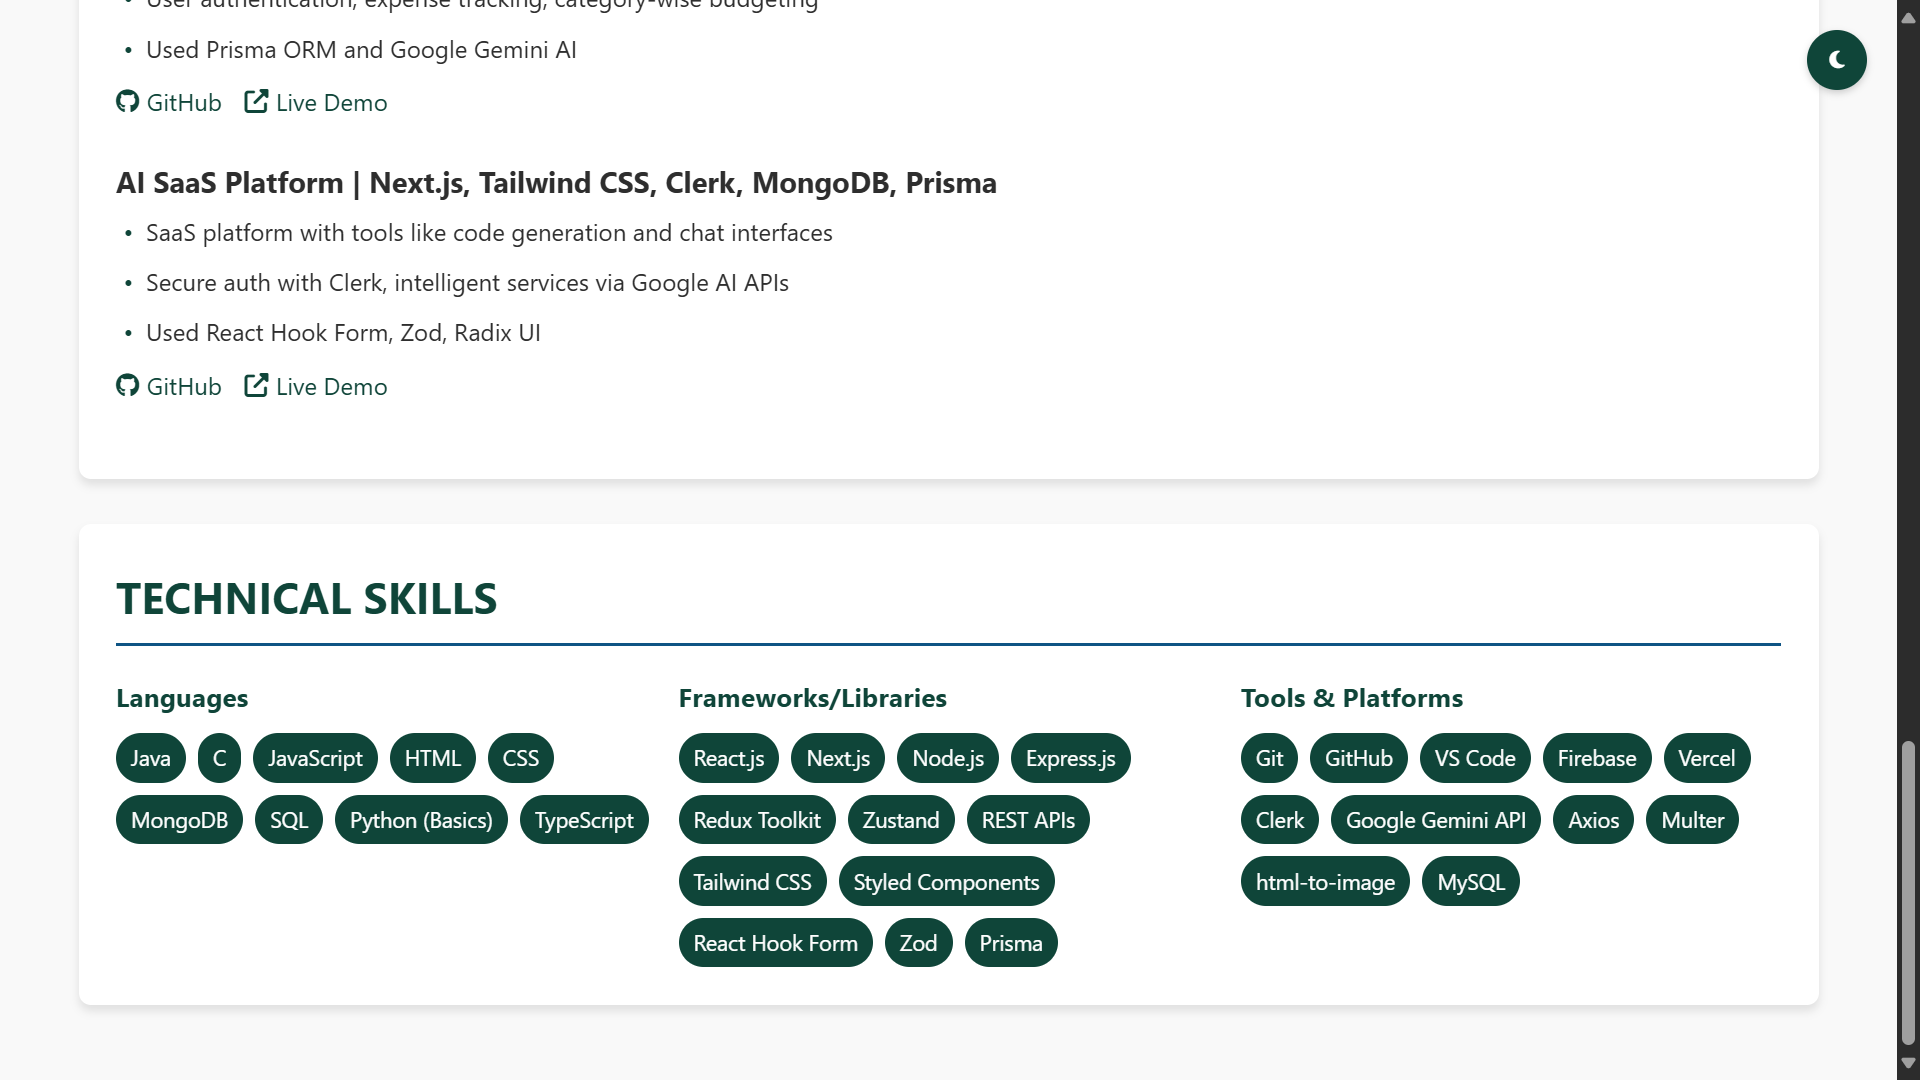 User authentication, expense tracking, category-wise budgeting
• Used Prisma ORM and Google Gemini AI
GitHub Live Demo
AI SaaS Platform | Next.js, Tailwind CSS, Clerk, MongoDB, Prisma
• SaaS platform with tools like code generation and chat interfaces
• Secure auth with Clerk, intelligent services via Google AI APIs
• Used React Hook Form, Zod, Radix UI
GitHub Live Demo
TECHNICAL SKILLS
Languages
Java C JavaScript HTML CSS
MongoDB SQL Python (Basics) TypeScript
Frameworks/Libraries
React.js Next.js Node.js Express.js
Redux Toolkit Zustand REST APIs
Tailwind CSS Styled Components
React Hook Form Zod Prisma
Tools & Platforms
Git GitHub VS Code Firebase Vercel
Clerk Google Gemini API Axios Multer
html-to-image MySQL